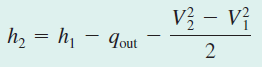 h₂ = h₁ − q_out − (V₂² − V₁²) / 2